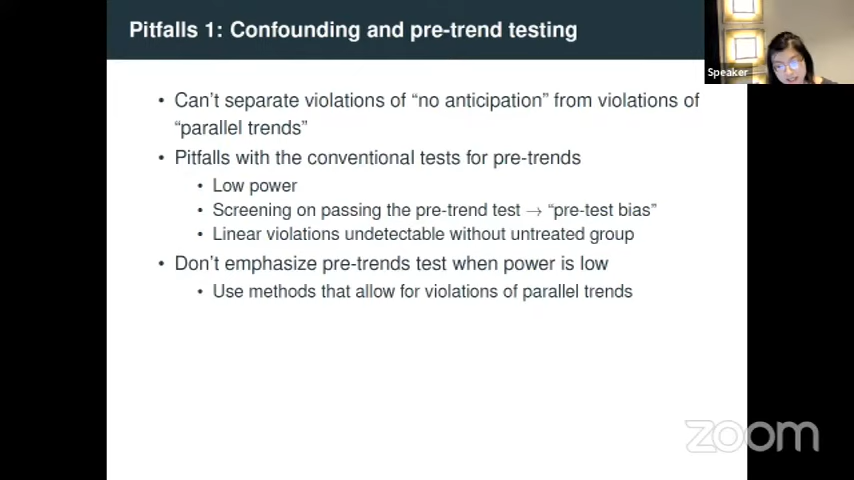 Pitfalls 1: Confounding and pre-trend testing
Speaker
• Can't separate violations of “no anticipation” from violations of
“parallel trends”
• Pitfalls with the conventional tests for pre-trends
• Low power
• Screening on passing the pre-trend test → “pre-test bias”
• Linear violations undetectable without untreated group
• Don't emphasize pre-trends test when power is low
• Use methods that allow for violations of parallel trends
zoom